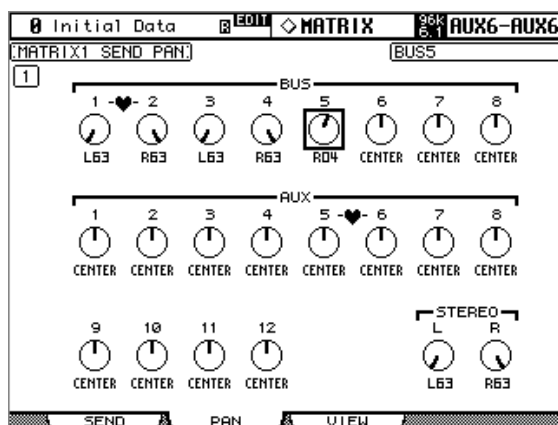 0 Initial Data R EDIT ◇MATRIX 96k 6.1 AUX6-AUX6
MATRIX1 SEND PAN BUS5
1
BUS
1 -♥- 2 3 4 5 6 7 8
L63 R63 L63 R63 R04 CENTER CENTER CENTER
AUX
1 2 3 4 5 -♥- 6 7 8
CENTER CENTER CENTER CENTER CENTER CENTER CENTER CENTER
STEREO
9 10 11 12 L R
CENTER CENTER CENTER CENTER L63 R63
SEND PAN VIEW